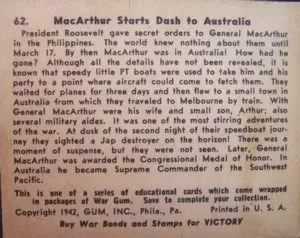 62. MacArthur Starts Dash to Australia
President Roosevelt gave secret orders to General MacArthur
in the Philippines. The world knew nothing about them until
March 17. By then MacArthur was in Australia! How had he
gone? Although all the details have not been revealed, it is
known that speedy little PT boats were used to take him and his
party to a point where aircraft could come to fetch them. They
waited for planes for three days and then flew to a small town in
Australia from which they traveled to Melbourne by train. With
General MacArthur were his wife and small son, Arthur; also
several military aides. It was one of the most stirring adventures
of the war. At dusk of the second night of their speedboat jour-
ney they sighted a Jap destroyer on the horizon! There was a
moment of suspense, but they were not seen. Later, General
MacArthur was awarded the Congressional Medal of Honor. In
Australia he became Supreme Commander of the Southwest
Pacific.
This is one of a series of educational cards which come wrapped
in packages of War Gum. Save to complete your collection.
Copyright 1942, GUM, INC., Phila., Pa. Printed in U. S. A.
Buy War Bonds and Stamps for VICTORY